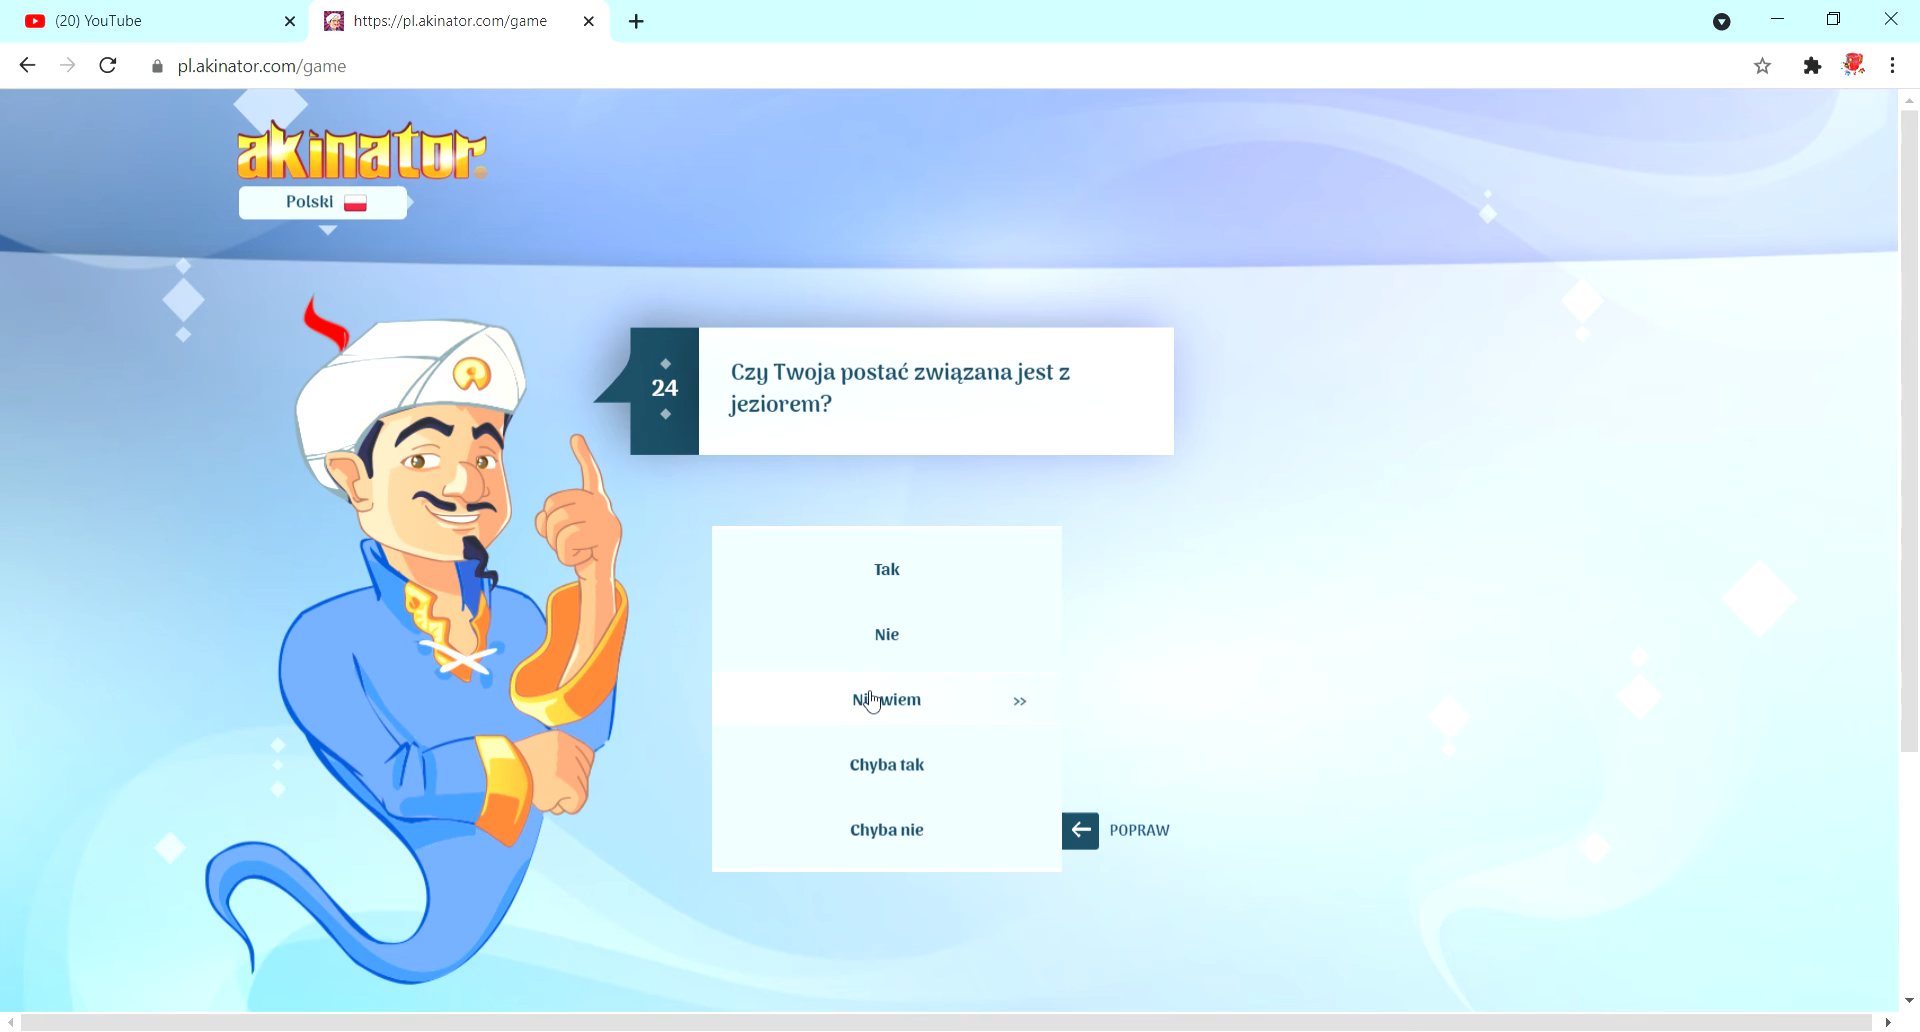 (20) YouTube
https://pl.akinator.com/game
pl.akinator.com/game
akinator
Polski
24
Czy Twoja postać związana jest z
jeziorem?
Tak
Nie
Nie wiem
Chyba tak
Chyba nie
POPRAW